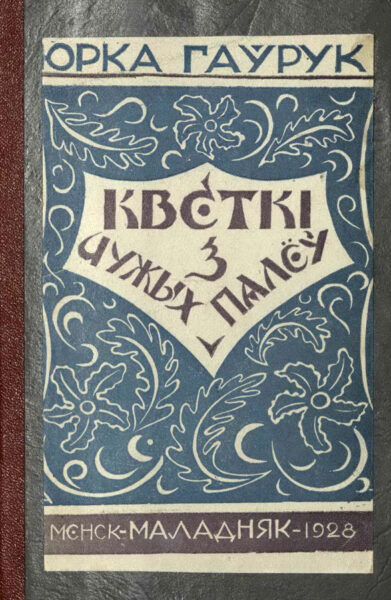 ЮРКА ГАЎРУК
КВЕТКІ
З
ЧУЖЫХ ПАЛЁЎ
МЕНСК-МАЛАДНЯК-1928